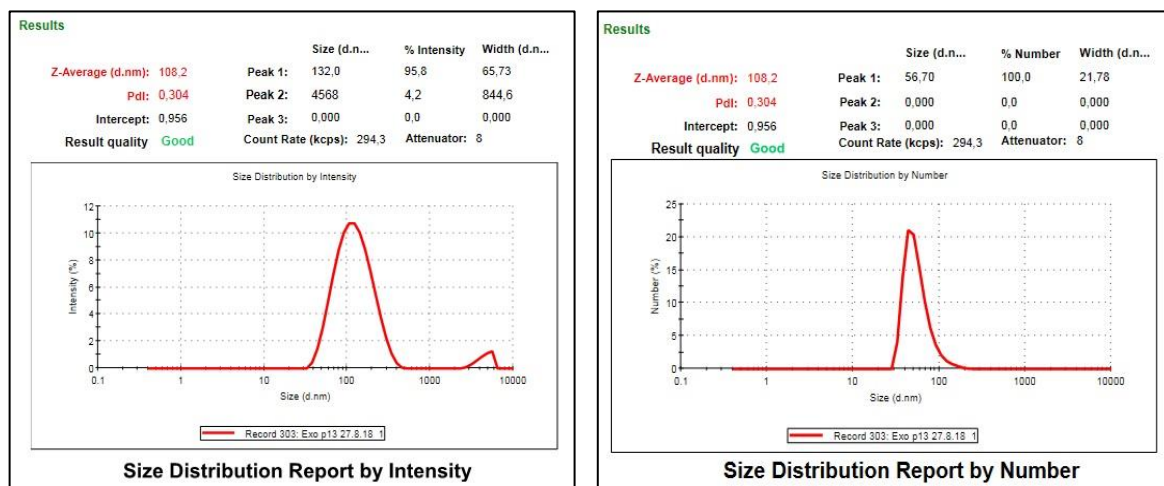 Results
Size (d.n... % Intensity Width (d.n...
Z-Average (d.nm): 108,2 Peak 1: 132,0 95,8 65,73
PdI: 0,304 Peak 2: 4568 4,2 844,6
Intercept: 0,956 Peak 3: 0,000 0,0 0,000
Result quality Good Count Rate (kcps): 294,3 Attenuator: 8
Size Distribution by Intensity
12
10
8
6
4
2
0
Intensity (%)
0.1 1 10 100 1000 10000
Size (d.nm)
Record 303: Exo p13 27.8.18 1
Size Distribution Report by Intensity
Results
Size (d.n... % Number Width (d.n...
Z-Average (d.nm): 108,2 Peak 1: 56,70 100,0 21,78
PdI: 0,304 Peak 2: 0,000 0,0 0,000
Intercept: 0,956 Peak 3: 0,000 0,0 0,000
Result quality Good Count Rate (kcps): 294,3 Attenuator: 8
Size Distribution by Number
25
20
15
10
5
0
Number (%)
0.1 1 10 100 1000 10000
Size (d.nm)
Record 303: Exo p13 27.8.18 1
Size Distribution Report by Number